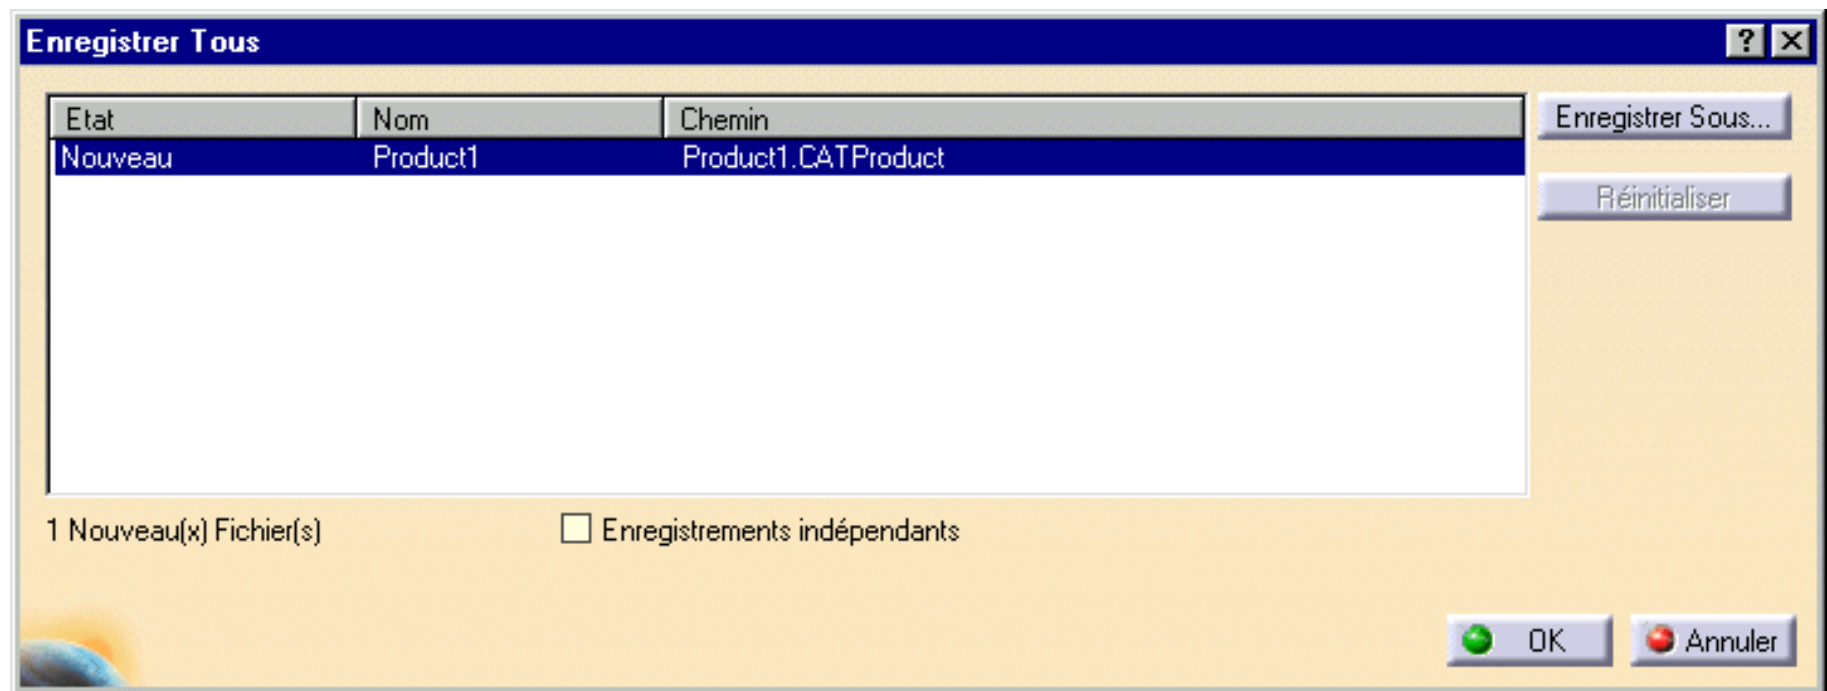 Enregistrer Tous
Etat Nom Chemin
Nouveau Product1 Product1.CATProduct
Enregistrer Sous...
Réinitialiser
1 Nouveau(x) Fichier(s)
Enregistrements indépendants
OK
Annuler